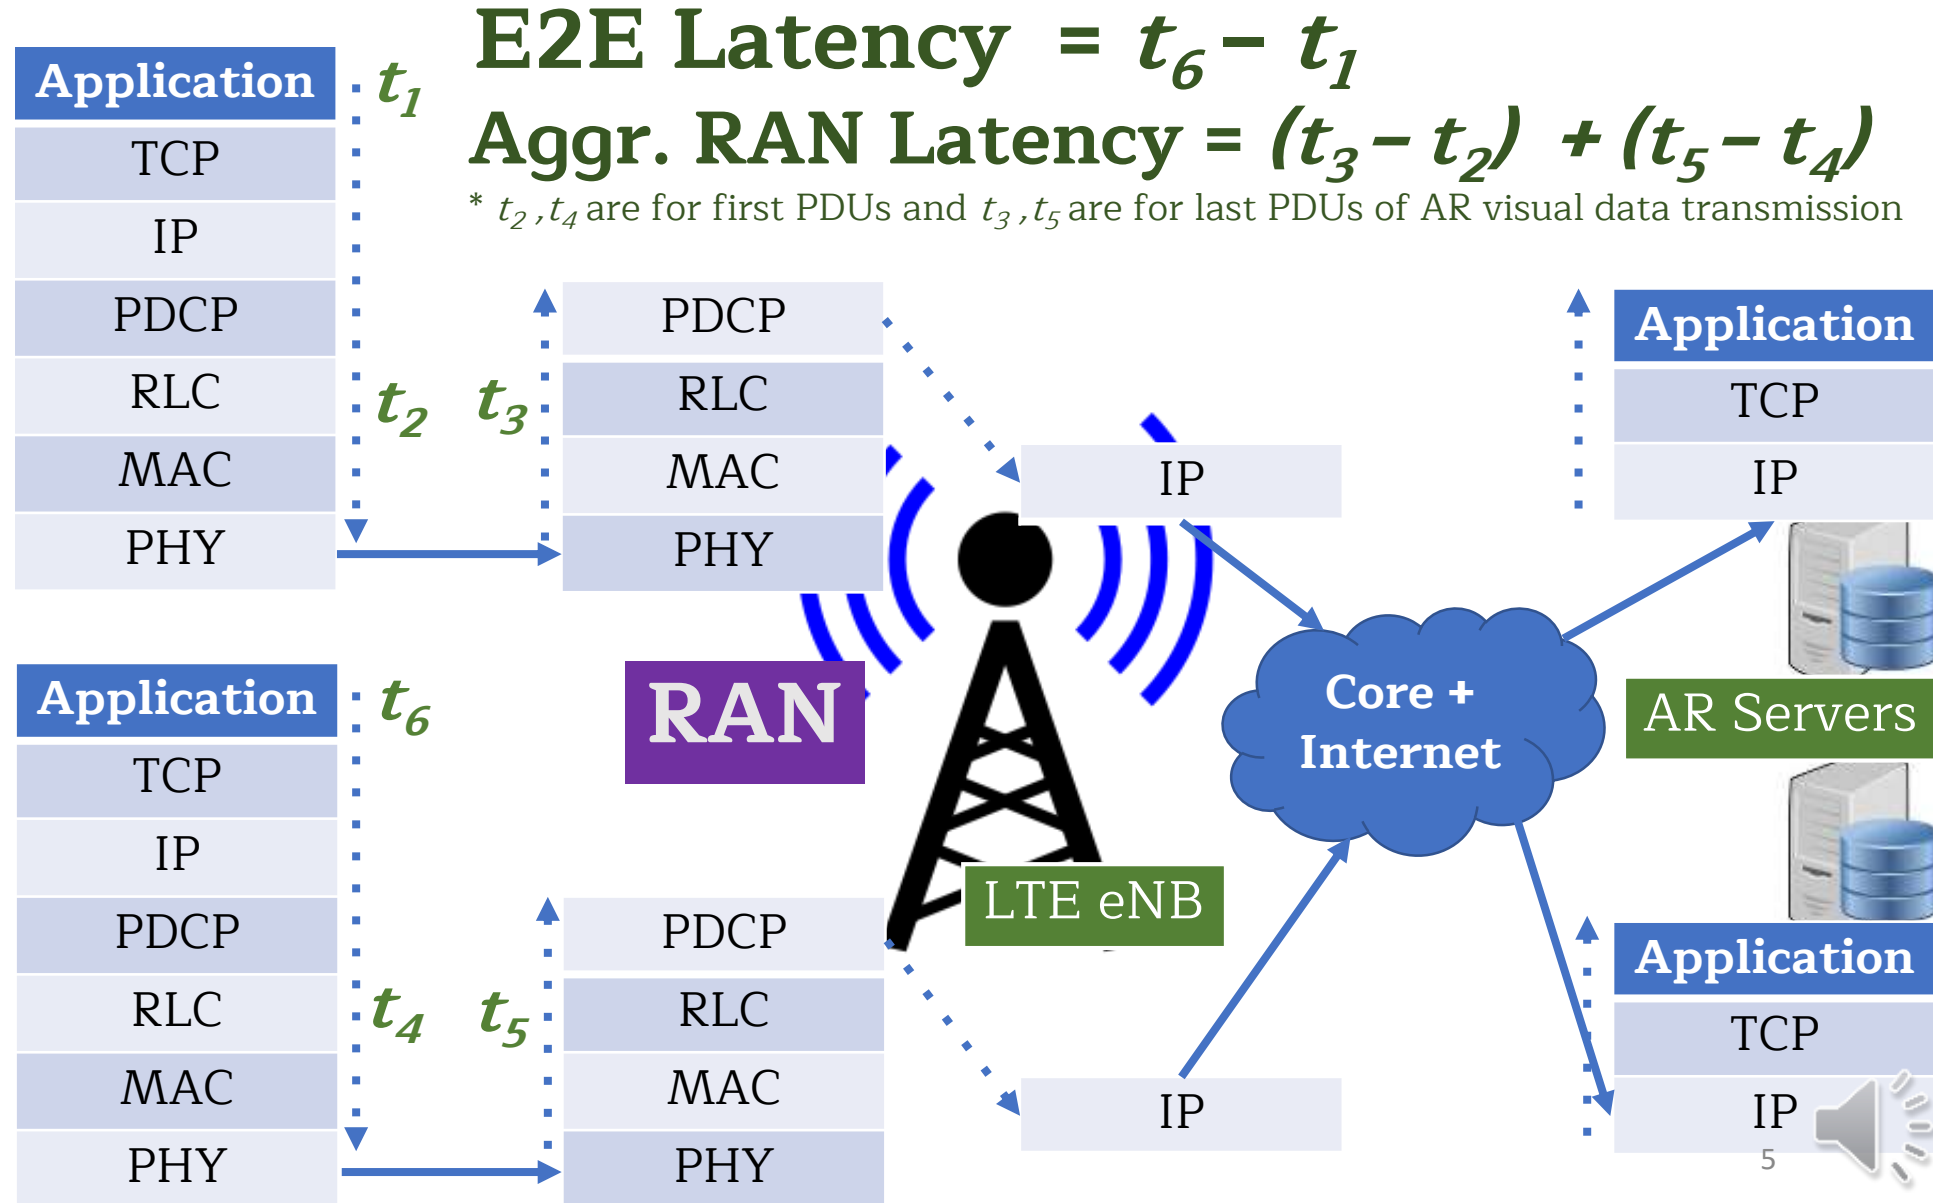 E2E Latency = t6 – t1
Aggr. RAN Latency = (t3 – t2) + (t5 – t4)
* t2 ,t4 are for first PDUs and t3 ,t5 are for last PDUs of AR visual data transmission
Application
t1
TCP
IP
PDCP
RLC
t2
MAC
PHY
t3
PDCP
RLC
MAC
PHY
IP
Application
TCP
IP
RAN
Core +
Internet
AR Servers
LTE eNB
Application
t6
TCP
IP
PDCP
RLC
t4
MAC
PHY
t5
PDCP
RLC
MAC
PHY
IP
Application
TCP
IP
5